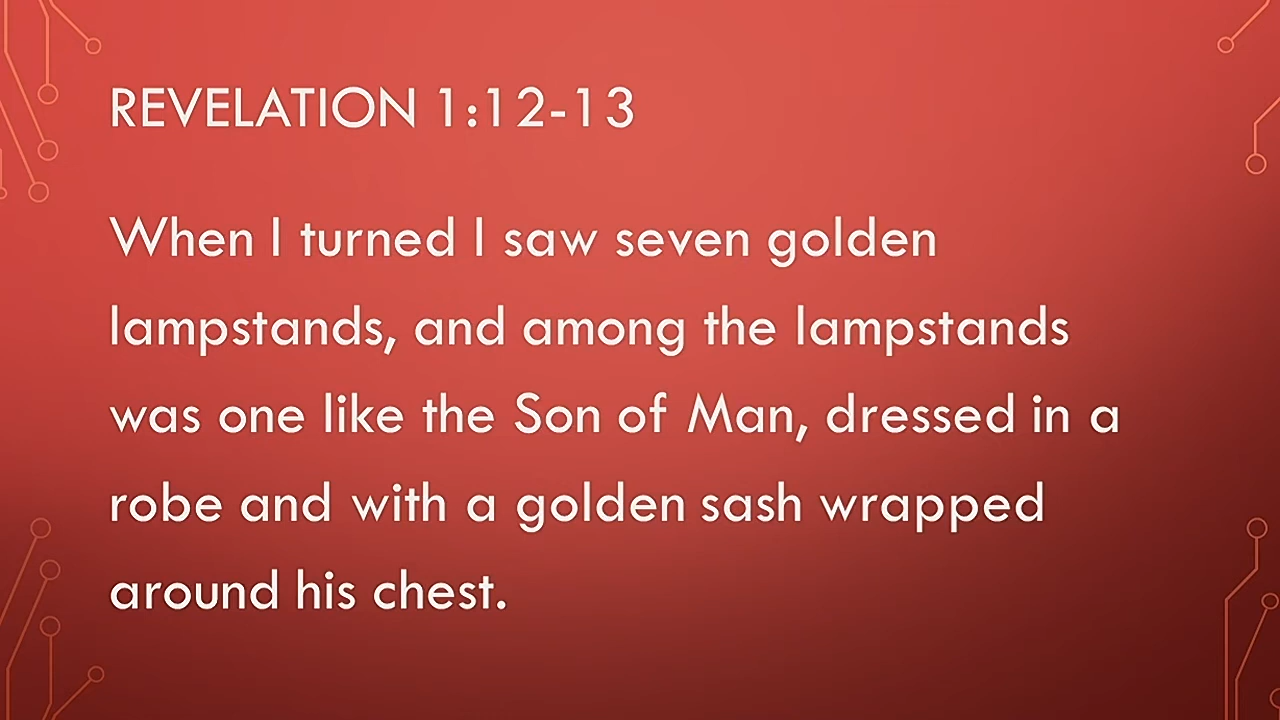 REVELATION 1:12-13
When I turned I saw seven golden
lampstands, and among the lampstands
was one like the Son of Man, dressed in a
robe and with a golden sash wrapped
around his chest.